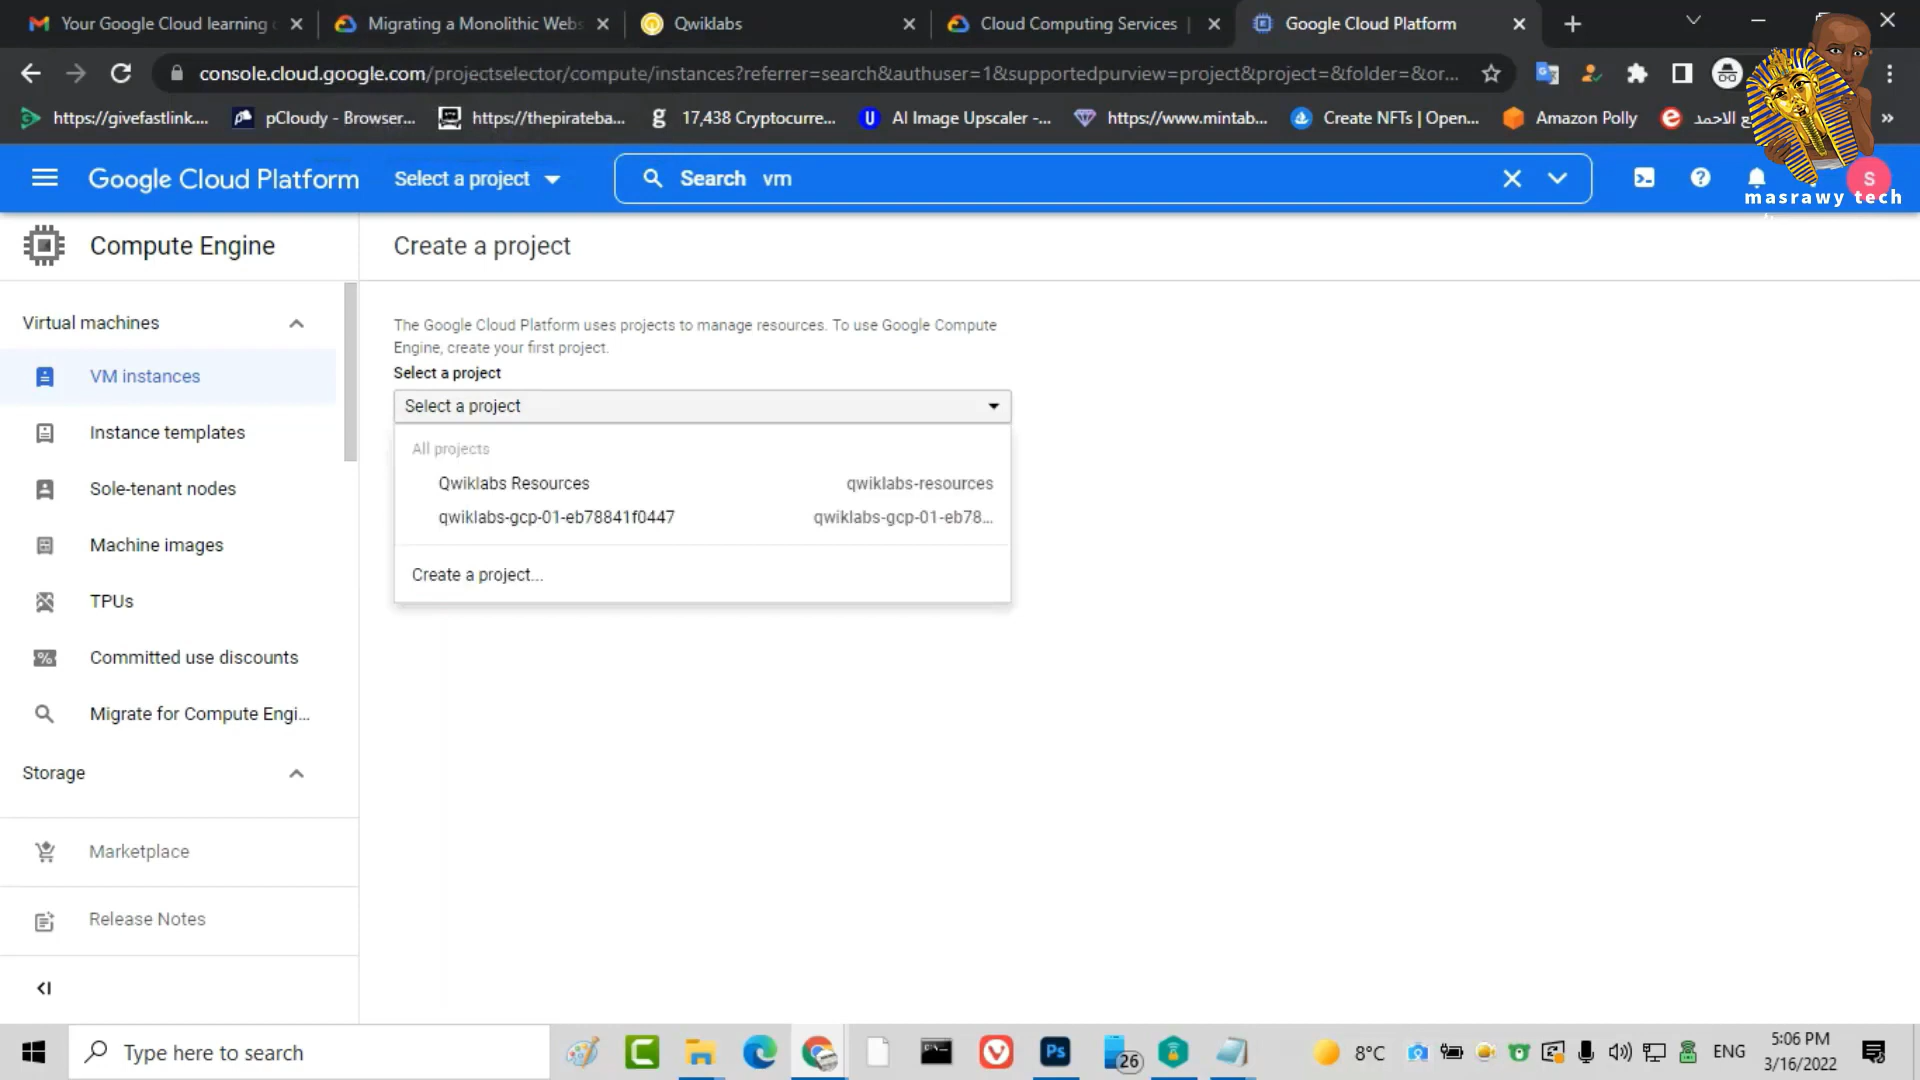 Your Google Cloud learning
Migrating a Monolithic Webs
Qwiklabs
Cloud Computing Services
Google Cloud Platform
console.cloud.google.com/projectselector/compute/instances?referrer=search&authuser=1&supportedpurview=project&project=&folder=&or...
https://givefastlink....
pCloudy - Browser...
https://thepirateba...
17,438 Cryptocurre...
AI Image Upscaler -...
https://www.mintab...
Create NFTs | Open...
Amazon Polly
Google Cloud Platform
Select a project
Search vm
S
masrawy tech
Compute Engine
Create a project
Virtual machines
VM instances
Instance templates
Sole-tenant nodes
Machine images
TPUs
Committed use discounts
Migrate for Compute Engi...
Storage
Marketplace
Release Notes
The Google Cloud Platform uses projects to manage resources. To use Google Compute
Engine, create your first project.
Select a project
Select a project
All projects
Qwiklabs Resources qwiklabs-resources
qwiklabs-gcp-01-eb78841f0447 qwiklabs-gcp-01-eb78...
Create a project...
Type here to search
Ps
26
8°C
ENG
5:06 PM
3/16/2022